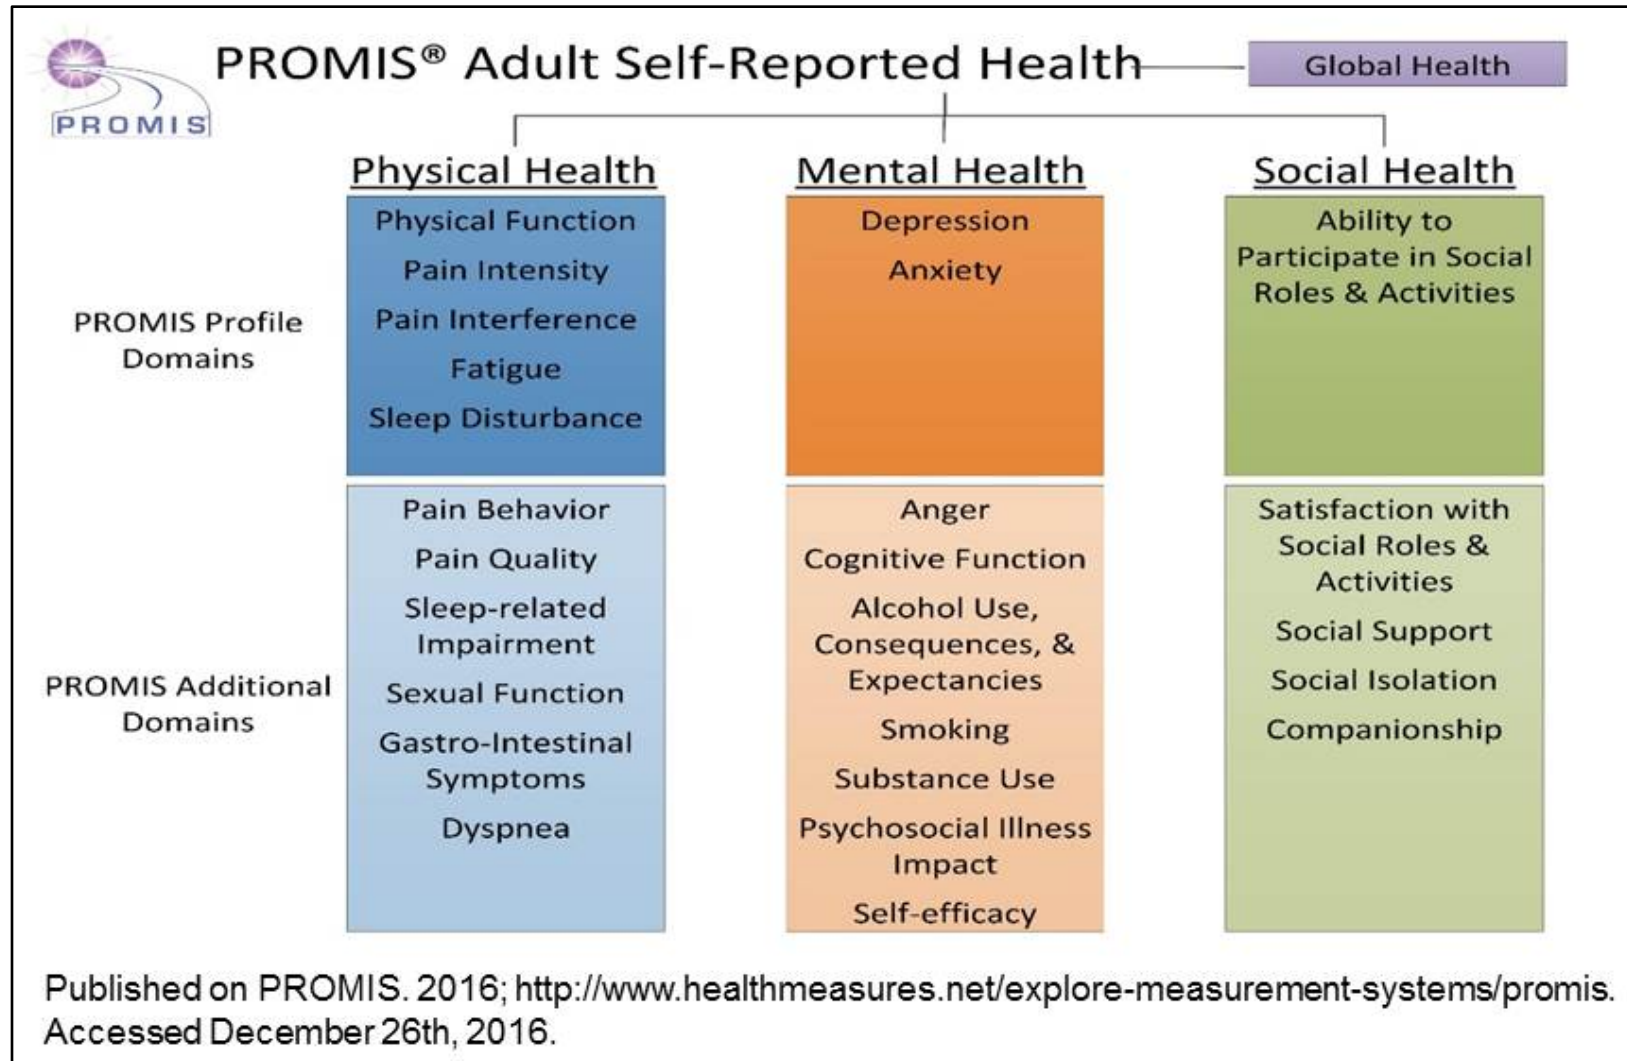 PROMIS® Adult Self-Reported Health
Global Health
PROMIS
Physical Health
Mental Health
Social Health
PROMIS Profile
Domains
Physical Function
Pain Intensity
Pain Interference
Fatigue
Sleep Disturbance
Depression
Anxiety
Ability to
Participate in Social
Roles & Activities
PROMIS Additional
Domains
Pain Behavior
Pain Quality
Sleep-related
Impairment
Sexual Function
Gastro-Intestinal
Symptoms
Dyspnea
Anger
Cognitive Function
Alcohol Use,
Consequences, &
Expectancies
Smoking
Substance Use
Psychosocial Illness
Impact
Self-efficacy
Satisfaction with
Social Roles &
Activities
Social Support
Social Isolation
Companionship
Published on PROMIS. 2016; http://www.healthmeasures.net/explore-measurement-systems/promis.
Accessed December 26th, 2016.